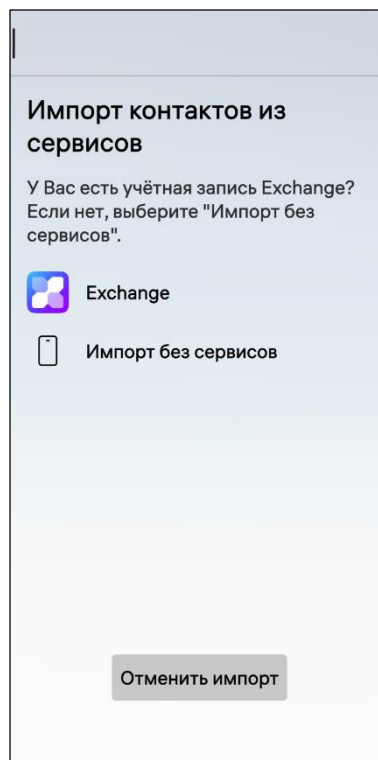 Импорт контактов из
сервисов
У Вас есть учётная запись Exchange?
Если нет, выберите "Импорт без
сервисов".
Exchange
Импорт без сервисов
Отменить импорт